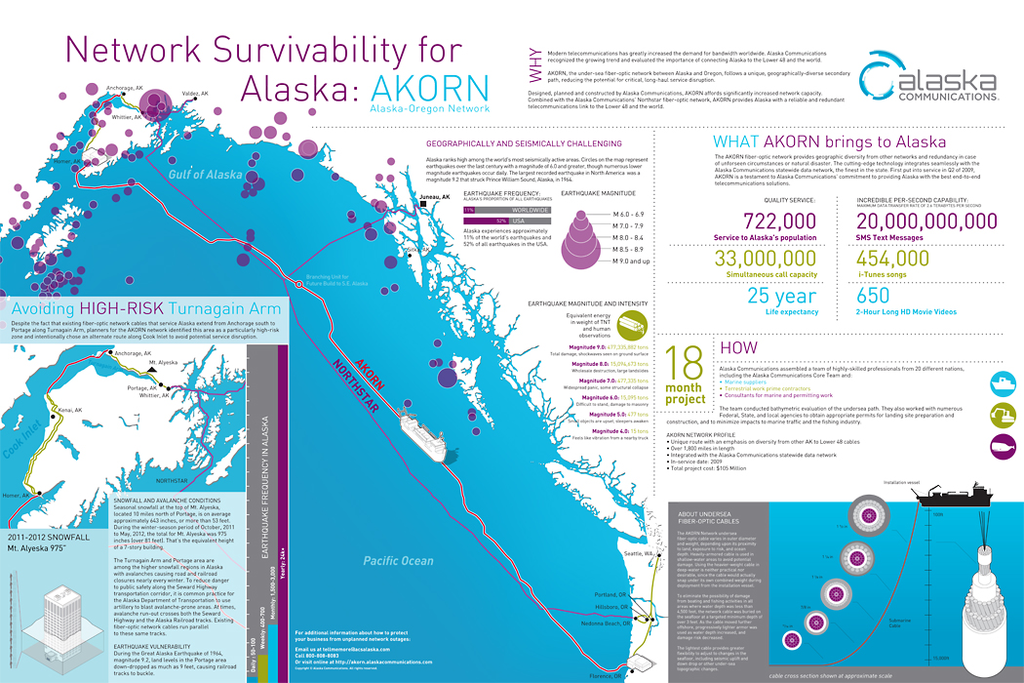 Network Survivability for
Alaska: AKORN
Alaska-Oregon Network
WHY
Modern telecommunications has greatly increased the demand for bandwidth worldwide. Alaska Communications
recognized the growing trend and evaluated the importance of connecting Alaska to the Lower 48 and the world.
AKORN, the under-sea fiber-optic network between Alaska and Oregon, follows a unique, geographically-diverse secondary
path, reducing the potential for critical, long-haul service disruption.
Designed, planned and constructed by Alaska Communications, AKORN affords significantly increased network capacity.
Combined with the Alaska Communications' Northstar fiber-optic network, AKORN provides Alaska with a reliable and redundant
telecommunications link to the Lower 48 and the world.
alaska
COMMUNICATIONS
Anchorage, AK
Valdez, AK
Whittier, AK
Homer, AK
Gulf of Alaska
Juneau, AK
Branching Unit for
Future Build to S.E. Alaska
AKORN
NORTHSTAR
Pacific Ocean
Seattle, WA
Portland, OR
Hillsboro, OR
Nedonna Beach, OR
Florence, OR
GEOGRAPHICALLY AND SEISMICALLY CHALLENGING
Alaska ranks high among the world's most seismically active areas. Circles on the map represent
earthquakes over the last century with a magnitude of 6.0 and greater, though, numerous lower
magnitude earthquakes occur daily. The largest recorded earthquake in North America was a
magnitude 9.2 that struck Prince William Sound, Alaska, in 1964.
EARTHQUAKE FREQUENCY:
ALASKA'S PROPORTION OF ALL EARTHQUAKES
11% WORLDWIDE
52% USA
Alaska experiences approximately
11% of the world's earthquakes and
52% of all earthquakes in the USA.
EARTHQUAKE MAGNITUDE
M 6.0 - 6.9
M 7.0 - 7.9
M 8.0 - 8.4
M 8.5 - 8.9
M 9.0 and up
EARTHQUAKE MAGNITUDE AND INTENSITY
Equivalent energy
in weight of TNT
and human
observations
Magnitude 9.0:
Total damage, shockwaves seen on ground surface
Magnitude 8.0:
Wholesale destruction, large landslides
Magnitude 7.0: 477,335 tons
Widespread panic, some structural collapse
Magnitude 6.0: 15,095 tons
Difficult to stand, damage to masonry
Magnitude 5.0: 477 tons
Small objects are upset, sleepers awaken
Magnitude 4.0: 15 tons
Feels like vibration from a nearby truck
WHAT AKORN brings to Alaska
The AKORN fiber-optic network provides geographic diversity from other networks and redundancy in case
of unforeseen circumstances or natural disaster. The cutting-edge technology integrates seamlessly with the
Alaska Communications statewide data network, the finest in the state. First put into service in Q2 of 2009,
AKORN is a testament to Alaska Communications' commitment to providing Alaska with the best end-to-end
telecommunications solutions.
QUALITY SERVICE:
722,000
Service to Alaska's population
33,000,000
Simultaneous call capacity
25 year
Life expectancy
INCREDIBLE PER-SECOND CAPABILITY:
MAXIMUM DATA TRANSFER RATE OF 2.6 TERABYTES PER SECOND
20,000,000,000
SMS Text Messages
454,000
i-Tunes songs
650
2-Hour Long HD Movie Videos
18
month
project
HOW
Alaska Communications assembled a team of highly-skilled professionals from 20 different nations,
including the Alaska Communications Core Team and:
• Marine suppliers
• Terrestrial work prime contractors
• Consultants for marine and permitting work
The team conducted bathymetric evaluation of the undersea path. They also worked with numerous
Federal, State, and local agencies to obtain appropriate permits for landing site preparation and
construction, and to minimize impacts to marine traffic and the fishing industry.
AKORN NETWORK PROFILE
• Unique route with an emphasis on diversity from other AK to Lower 48 cables
• Over 1,800 miles in length
• Integrated with the Alaska Communications statewide data network
• In-service date: 2009
• Total project cost: $105 Million
Avoiding HIGH-RISK Turnagain Arm
Despite the fact that existing fiber-optic network cables that service Alaska extend from Anchorage south to
Portage along Turnagain Arm, planners for the AKORN network identified this area as a particularly high-risk
zone and intentionally chose an alternate route along Cook Inlet to avoid potential service disruption.
Anchorage, AK
Mt. Alyeska
Portage, AK
Whittier, AK
Kenai, AK
Cook Inlet
Homer, AK
NORTHSTAR
2011-2012 SNOWFALL
Mt. Alyeska 975"
SNOWFALL AND AVALANCHE CONDITIONS
Seasonal snowfall at the top of Mt. Alyeska,
located 10 miles north of Portage, is on average
approximately 643 inches, or more than 53 feet.
During the winter-season period of October, 2011
to May, 2012, the total for Mt. Alyeska was 975
inches (over 81 feet). That's the equivalent height
of a 7-story building.
The Turnagain Arm and Portage area are
among the higher snowfall regions in Alaska
with avalanches causing road and railroad
closures nearly every winter. To reduce danger
to public safety along the Seward Highway
transportation corridor, it is common practice for
the Alaska Department of Transportation to use
artillery to blast avalanche-prone areas. At times,
avalanche run-out crosses both the Seward
Highway and the Alaska Railroad tracks. Existing
fiber-optic network cables run parallel
to these same tracks.
EARTHQUAKE VULNERABILITY
During the Great Alaska Earthquake of 1964,
magnitude 9.2, land levels in the Portage area
down-dropped as much as 9 feet, causing railroad
tracks to buckle.
EARTHQUAKE FREQUENCY IN ALASKA
Daily: 50-100
Weekly: 400-700
Monthly: 1,500-3,000
Yearly: 24k+
For additional information about how to protect
your business from unplanned network outages:
Email us at tellmemore@acsalaska.com
Call 800-808-8083
Or visit online at http://akorn.alaskacommunications.com
Copyright © Alaska Communications. All rights reserved.
ABOUT UNDERSEA
FIBER-OPTIC CABLES
Installation vessel
Submarine
Cable
cable cross section shown at approximate scale